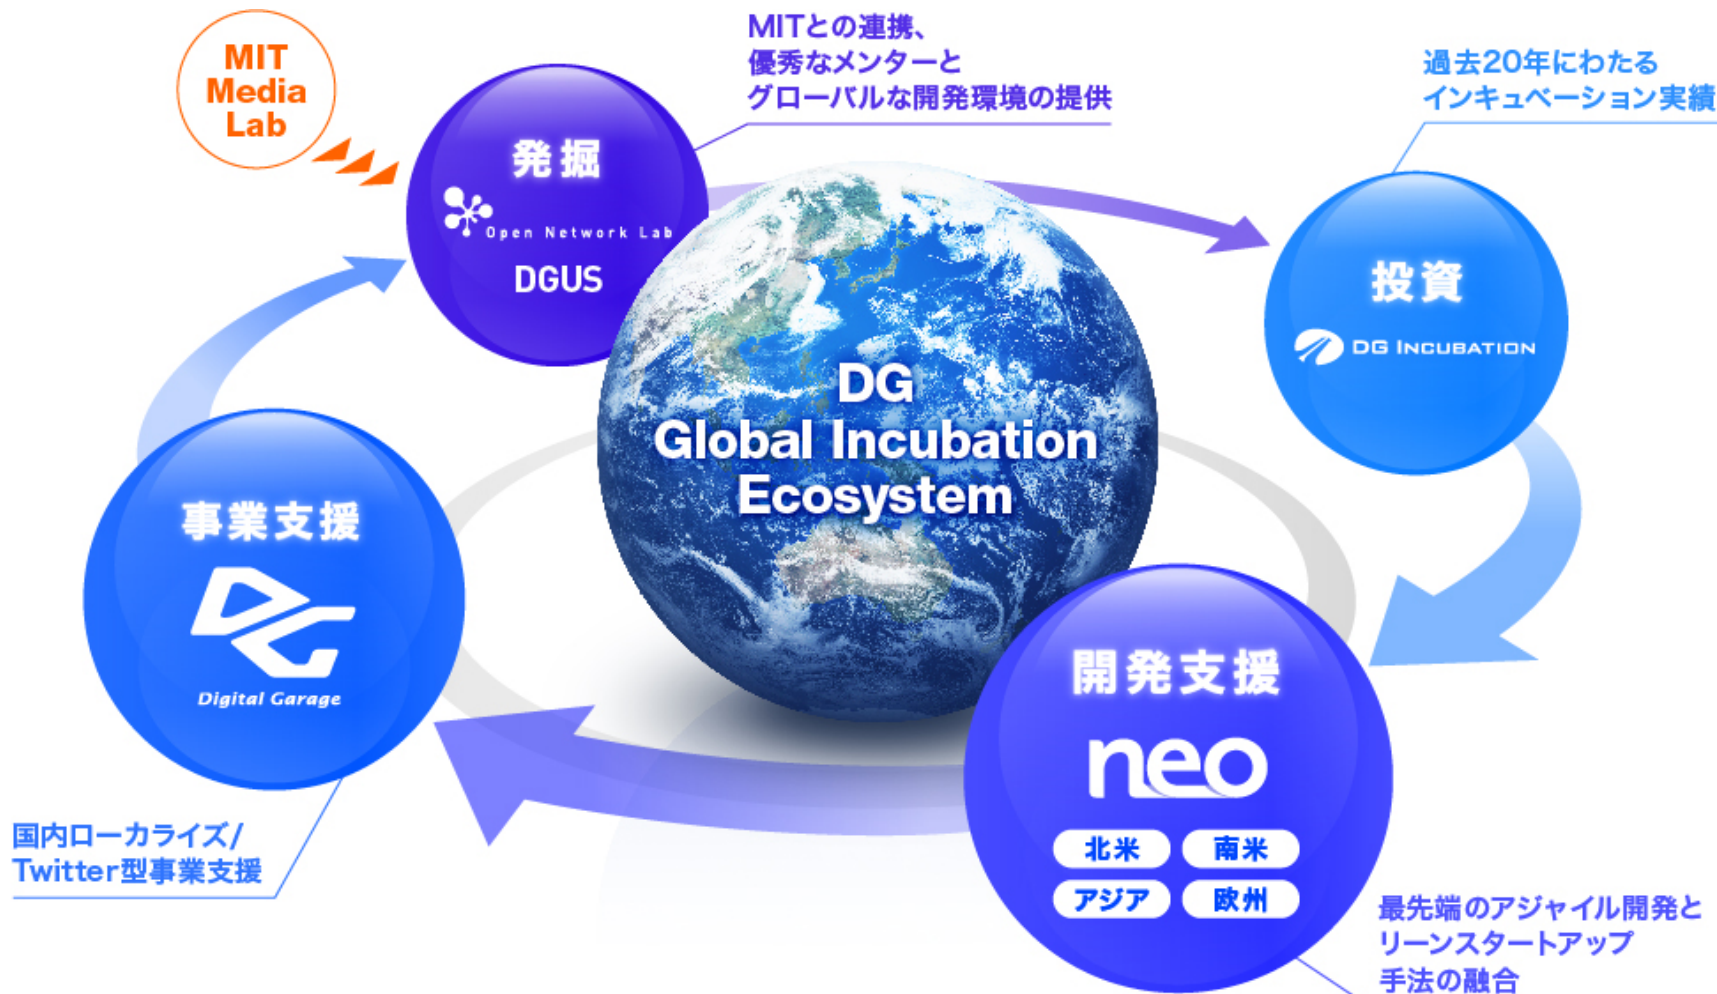 MIT
Media
Lab
MITとの連携、
優秀なメンターと
グローバルな開発環境の提供
過去20年にわたる
インキュベーション実績
発掘
Open Network Lab
DGUS
投資
DG INCUBATION
DG
Global Incubation
Ecosystem
事業支援
DG
Digital Garage
開発支援
neo
北米
南米
アジア
欧州
国内ローカライズ/
Twitter型事業支援
最先端のアジャイル開発と
リーンスタートアップ
手法の融合